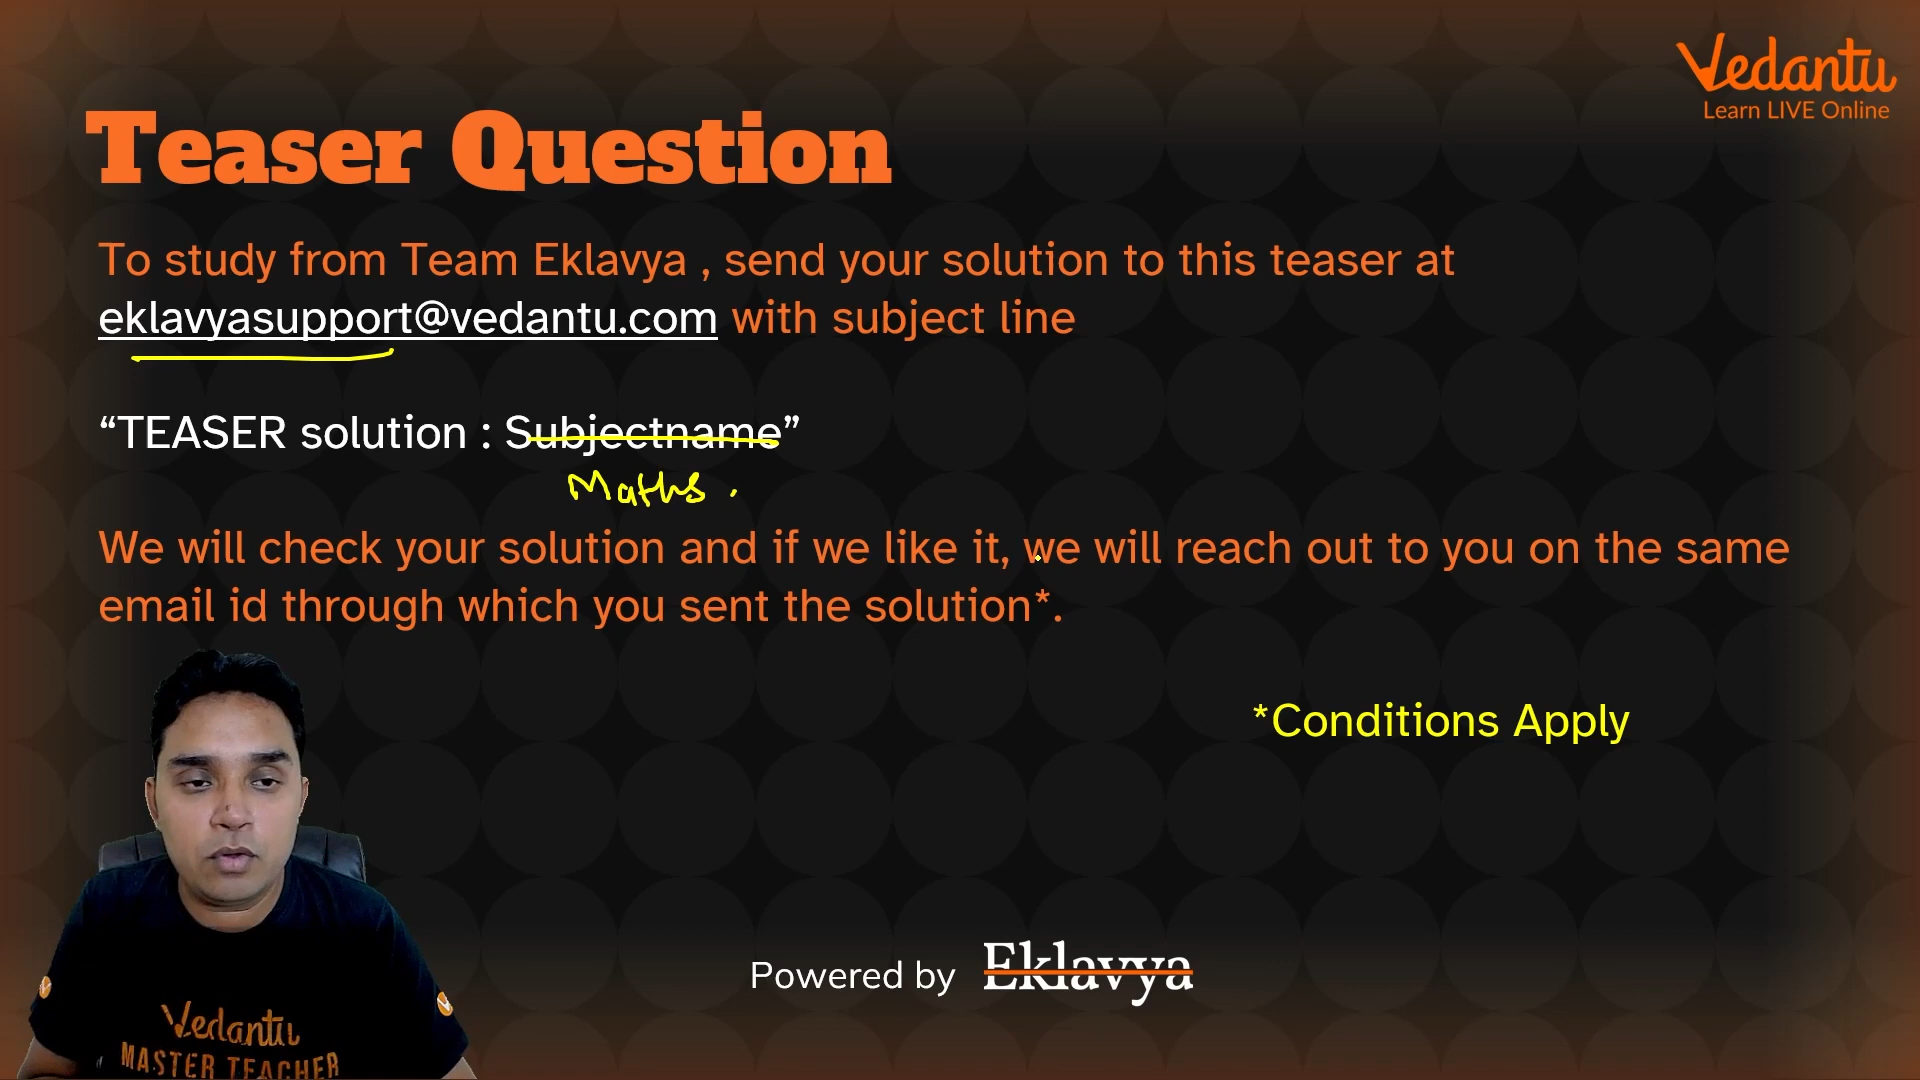 Vedantu
Learn LIVE Online
Teaser Question
To study from Team Eklavya , send your solution to this teaser at
eklavyasupport@vedantu.com with subject line
“TEASER solution : Subjectname”
Maths .
We will check your solution and if we like it, we will reach out to you on the same
email id through which you sent the solution*.
*Conditions Apply
Powered by Eklavya
Vedantu
MASTER TEACHER